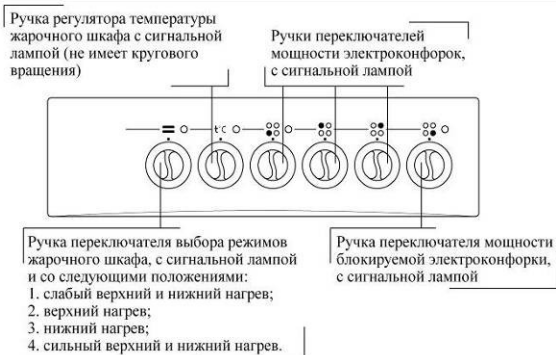 Ручка регулятора температуры
жарочного шкафа с сигнальной
лампой (не имеет кругового
вращения)
Ручки переключателей
мощности электроконфорок,
с сигнальной лампой
t°C
Ручка переключателя выбора режимов
жарочного шкафа, с сигнальной лампой
и со следующими положениями:
1. слабый верхний и нижний нагрев;
2. верхний нагрев;
3. нижний нагрев;
4. сильный верхний и нижний нагрев.
Ручка переключателя мощности
блокируемой электроконфорки,
с сигнальной лампой